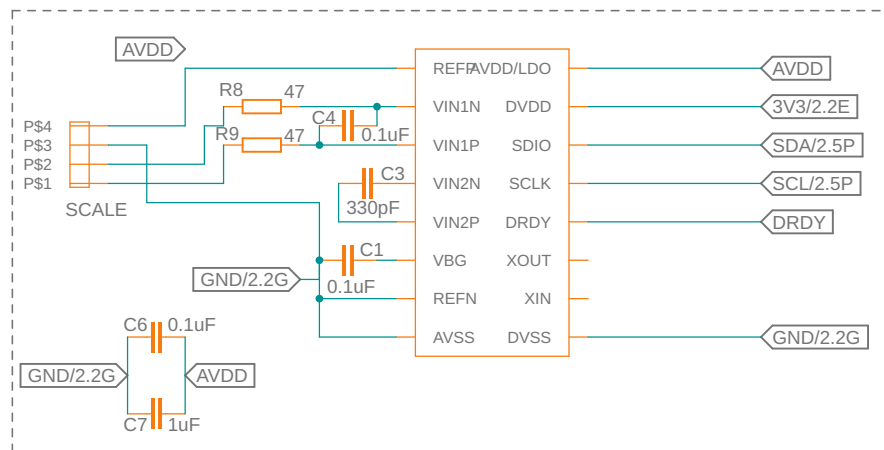 AVDD
REFP AVDD/LDO AVDD
R8 47
VIN1N DVDD 3V3/2.2E
C4
0.1uF
P$4
R9 47
P$3
VIN1P SDIO SDA/2.5P
P$2
C3
P$1
VIN2N SCLK SCL/2.5P
SCALE
330pF
VIN2P DRDY DRDY
C1
VBG XOUT
GND/2.2G
0.1uF
REFN XIN
C6 0.1uF
AVSS DVSS GND/2.2G
GND/2.2G AVDD
C7 1uF